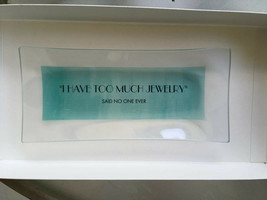 "I HAVE TOO MUCH JEWELRY"
SAID NO ONE EVER